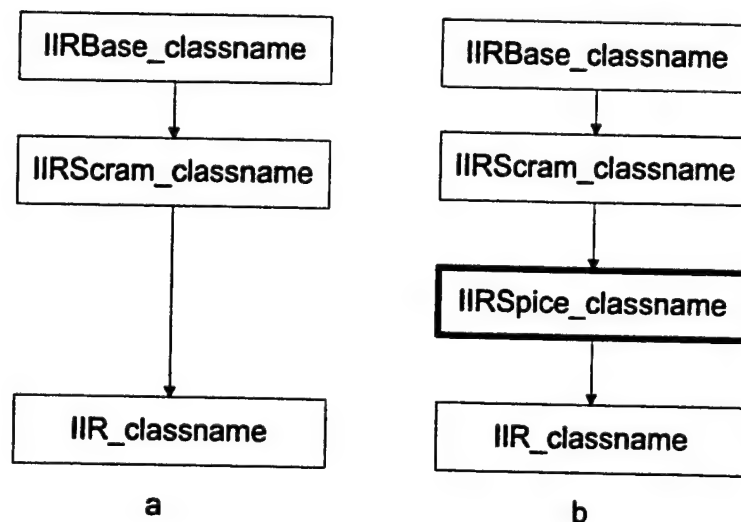 IIRBase_classname
IIRScram_classname
IIR_classname
a
IIRBase_classname
IIRScram_classname
IIRSpice_classname
IIR_classname
b